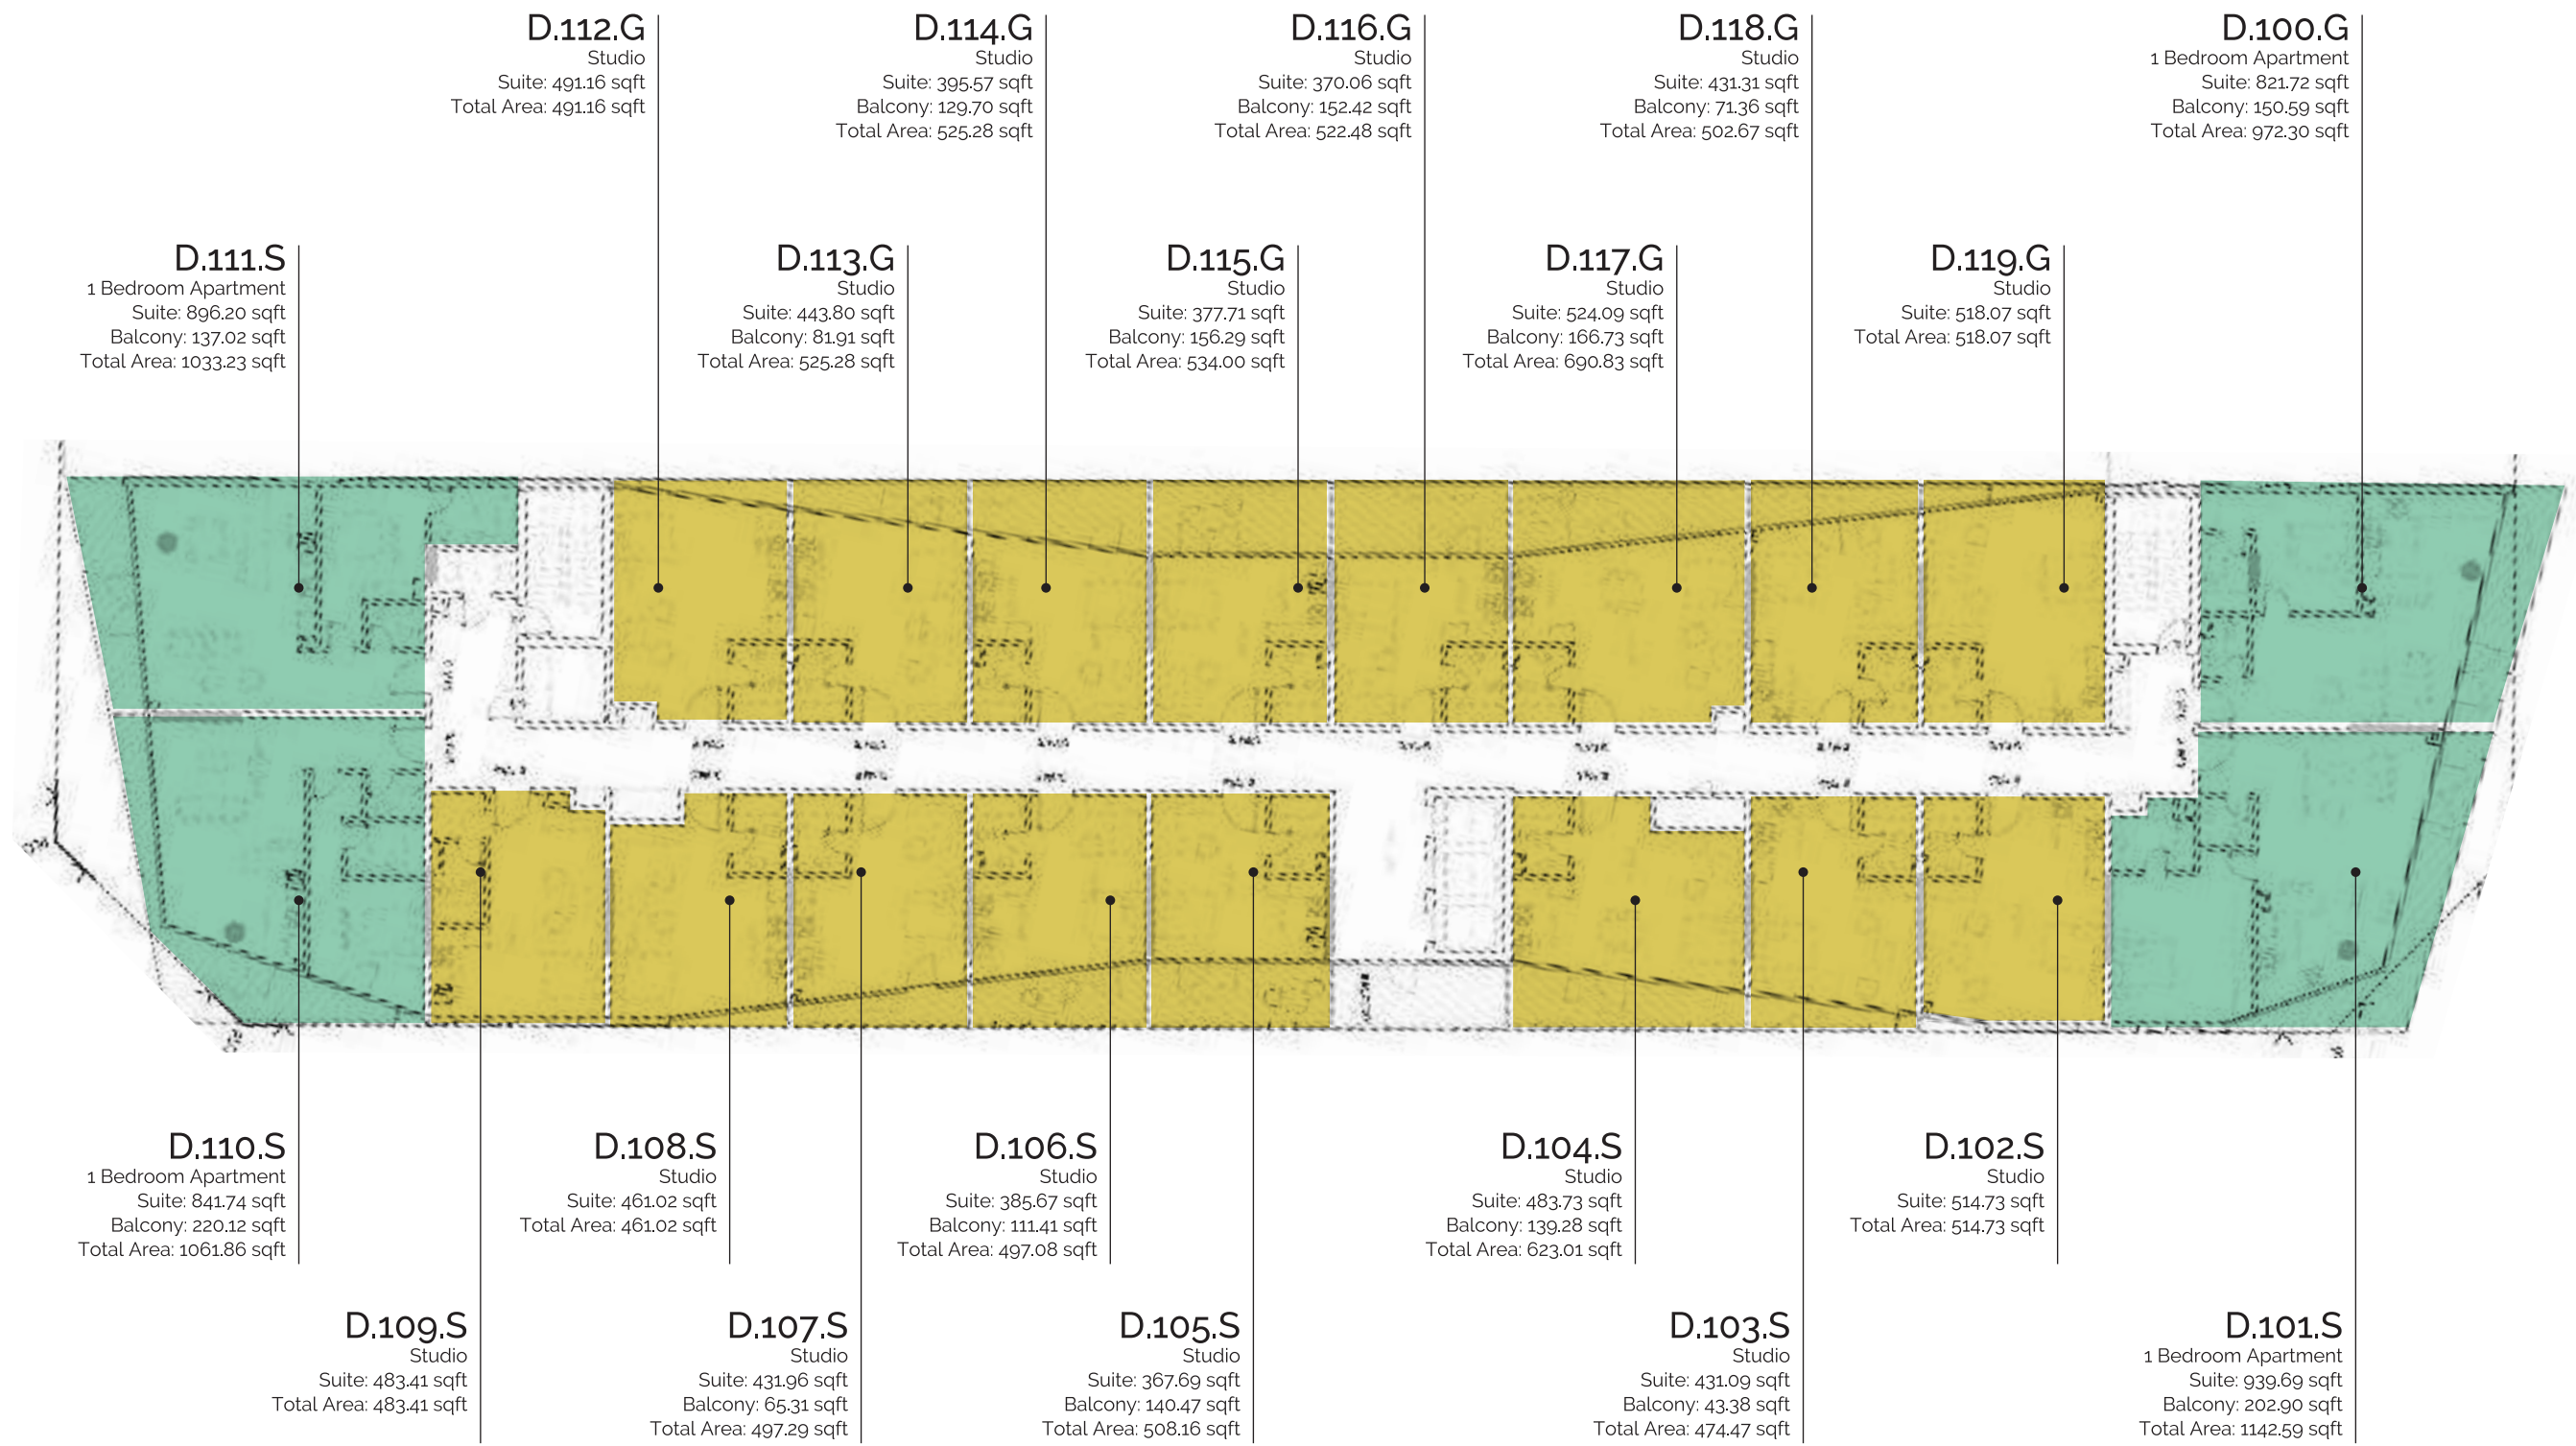 D.112.G
Studio
Suite: 491.16 sqft
Total Area: 491.16 sqft
D.114.G
Studio
Suite: 395.57 sqft
Balcony: 129.70 sqft
Total Area: 525.28 sqft
D.116.G
Studio
Suite: 370.06 sqft
Balcony: 152.42 sqft
Total Area: 522.48 sqft
D.118.G
Studio
Suite: 431.31 sqft
Balcony: 71.36 sqft
Total Area: 502.67 sqft
D.100.G
1 Bedroom Apartment
Suite: 821.72 sqft
Balcony: 150.59 sqft
Total Area: 972.30 sqft
D.111.S
1 Bedroom Apartment
Suite: 896.20 sqft
Balcony: 137.02 sqft
Total Area: 1033.23 sqft
D.113.G
Studio
Suite: 443.80 sqft
Balcony: 81.91 sqft
Total Area: 525.28 sqft
D.115.G
Studio
Suite: 377.71 sqft
Balcony: 156.29 sqft
Total Area: 534.00 sqft
D.117.G
Studio
Suite: 524.09 sqft
Balcony: 166.73 sqft
Total Area: 690.83 sqft
D.119.G
Studio
Suite: 518.07 sqft
Total Area: 518.07 sqft
D.110.S
1 Bedroom Apartment
Suite: 841.74 sqft
Balcony: 220.12 sqft
Total Area: 1061.86 sqft
D.108.S
Studio
Suite: 461.02 sqft
Total Area: 461.02 sqft
D.106.S
Studio
Suite: 385.67 sqft
Balcony: 111.41 sqft
Total Area: 497.08 sqft
D.104.S
Studio
Suite: 483.73 sqft
Balcony: 139.28 sqft
Total Area: 623.01 sqft
D.102.S
Studio
Suite: 514.73 sqft
Total Area: 514.73 sqft
D.109.S
Studio
Suite: 483.41 sqft
Total Area: 483.41 sqft
D.107.S
Studio
Suite: 431.96 sqft
Balcony: 65.31 sqft
Total Area: 497.29 sqft
D.105.S
Studio
Suite: 367.69 sqft
Balcony: 140.47 sqft
Total Area: 508.16 sqft
D.103.S
Studio
Suite: 431.09 sqft
Balcony: 43.38 sqft
Total Area: 474.47 sqft
D.101.S
1 Bedroom Apartment
Suite: 939.69 sqft
Balcony: 202.90 sqft
Total Area: 1142.59 sqft